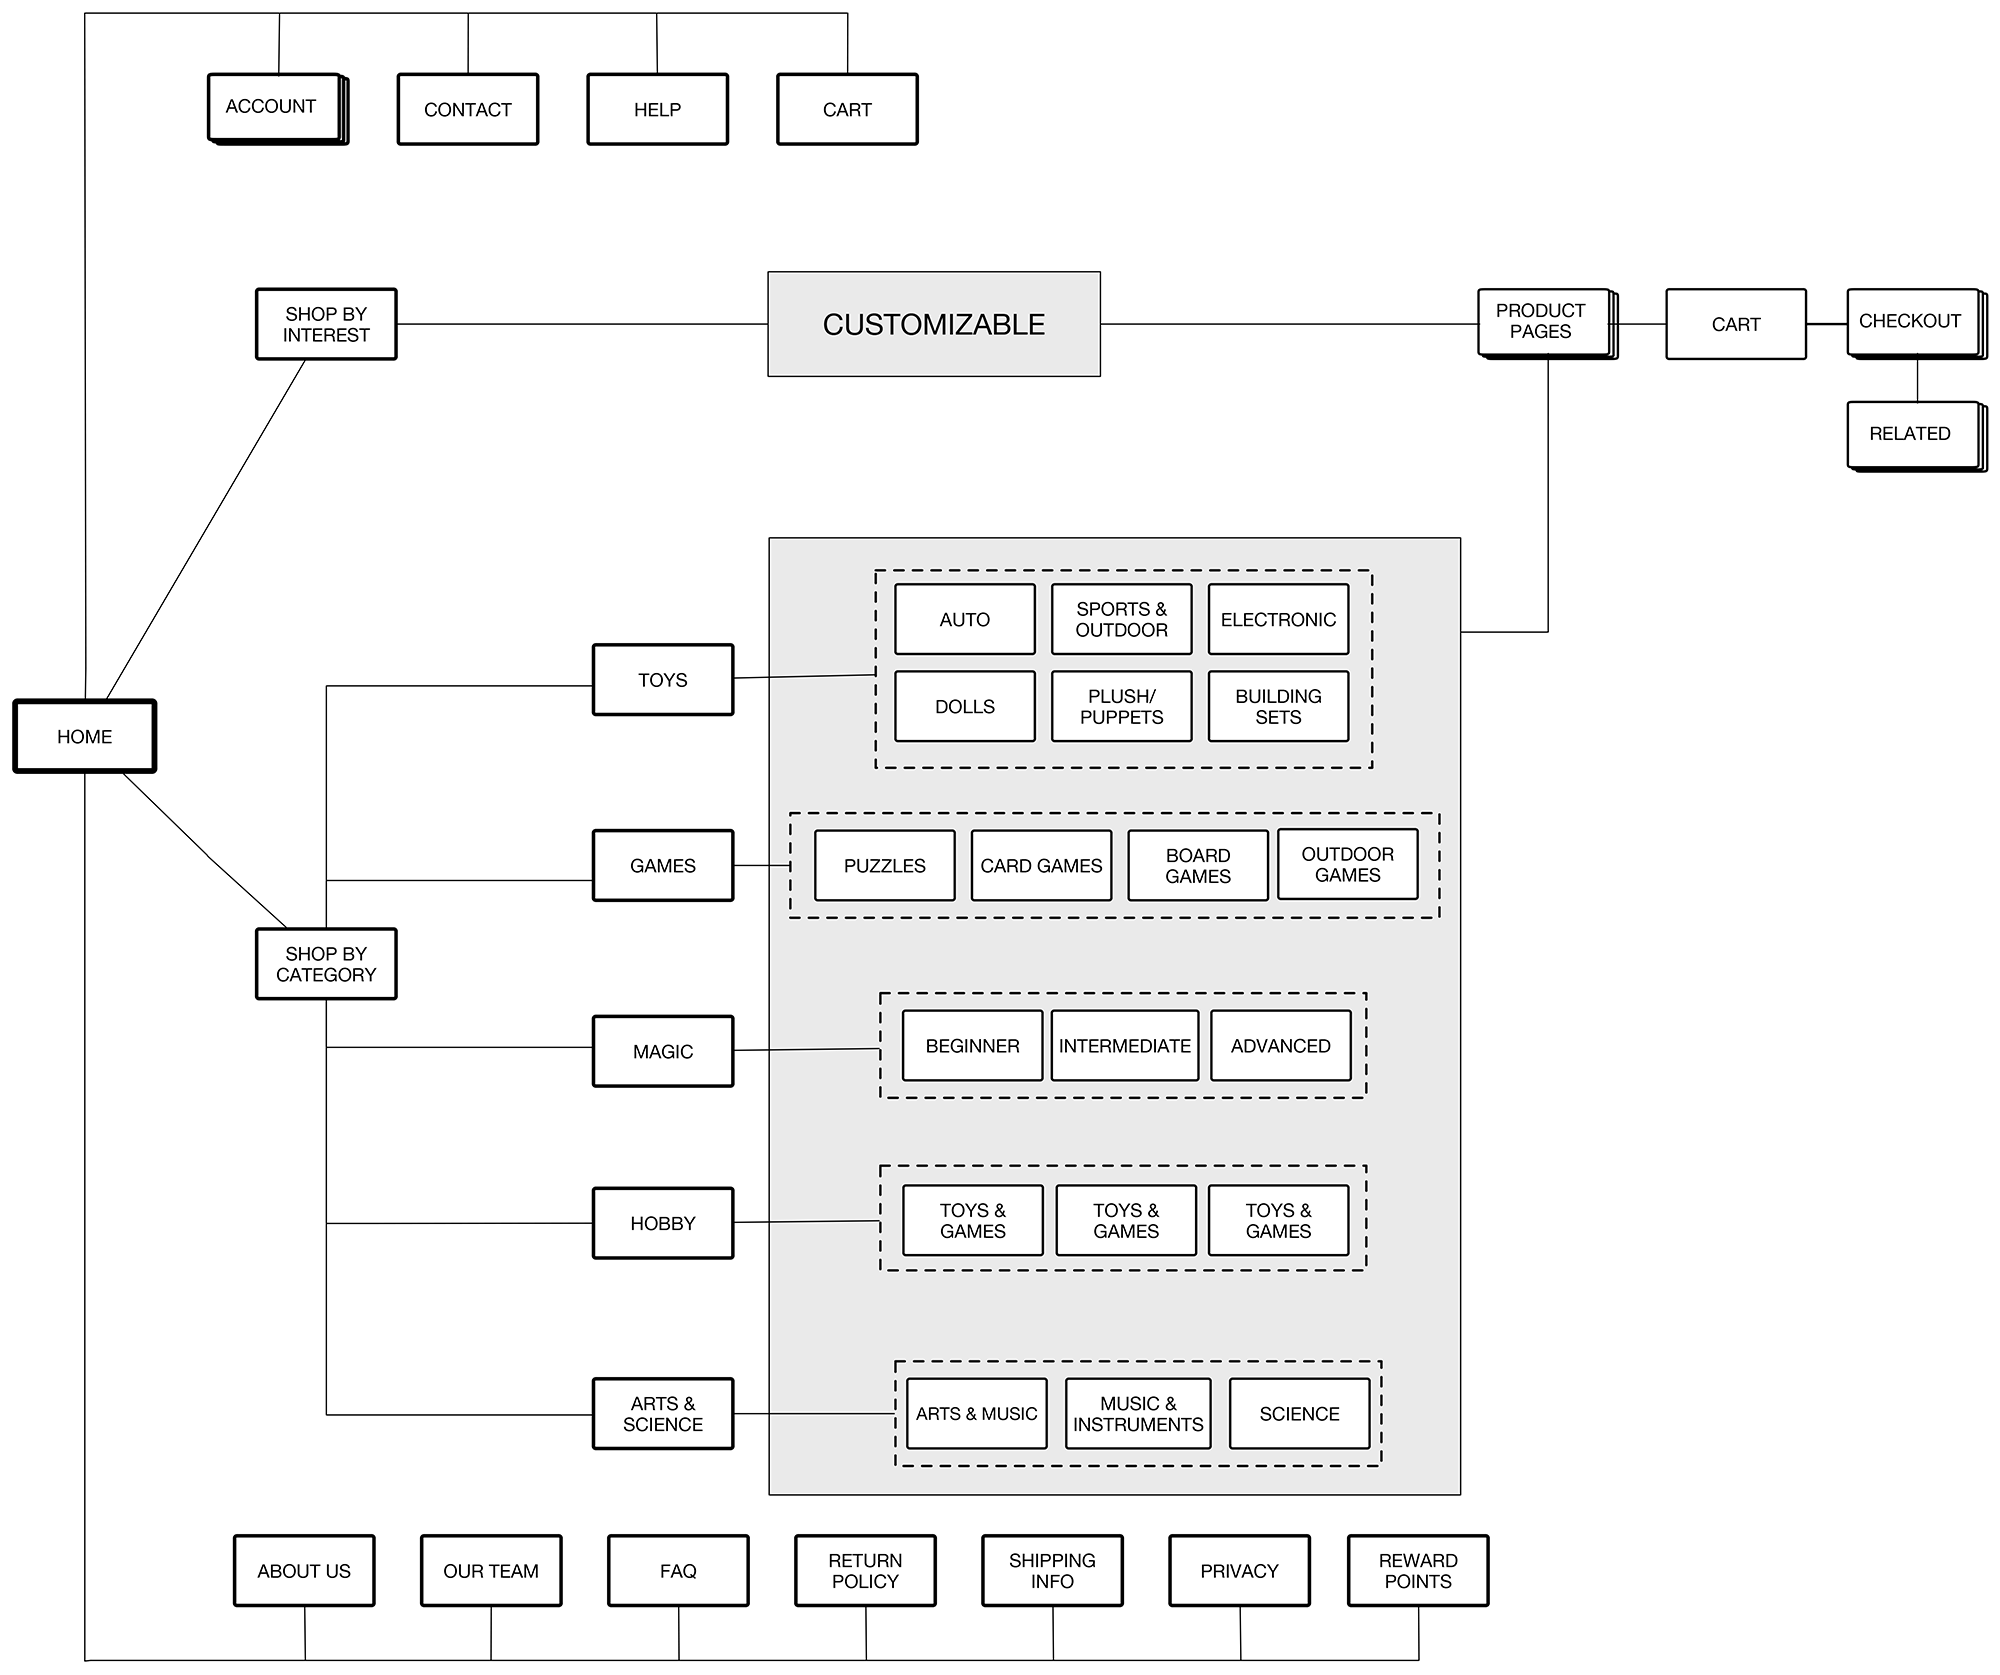 ACCOUNT
CONTACT
HELP
CART
SHOP BY
INTEREST
CUSTOMIZABLE
PRODUCT
PAGES
CART
CHECKOUT
RELATED
HOME
SHOP BY
CATEGORY
TOYS
AUTO
SPORTS &
OUTDOOR
ELECTRONIC
DOLLS
PLUSH/
PUPPETS
BUILDING
SETS
GAMES
PUZZLES
CARD GAMES
BOARD
GAMES
OUTDOOR
GAMES
MAGIC
BEGINNER
INTERMEDIATE
ADVANCED
HOBBY
TOYS &
GAMES
TOYS &
GAMES
TOYS &
GAMES
ARTS &
SCIENCE
ARTS & MUSIC
MUSIC &
INSTRUMENTS
SCIENCE
ABOUT US
OUR TEAM
FAQ
RETURN
POLICY
SHIPPING
INFO
PRIVACY
REWARD
POINTS